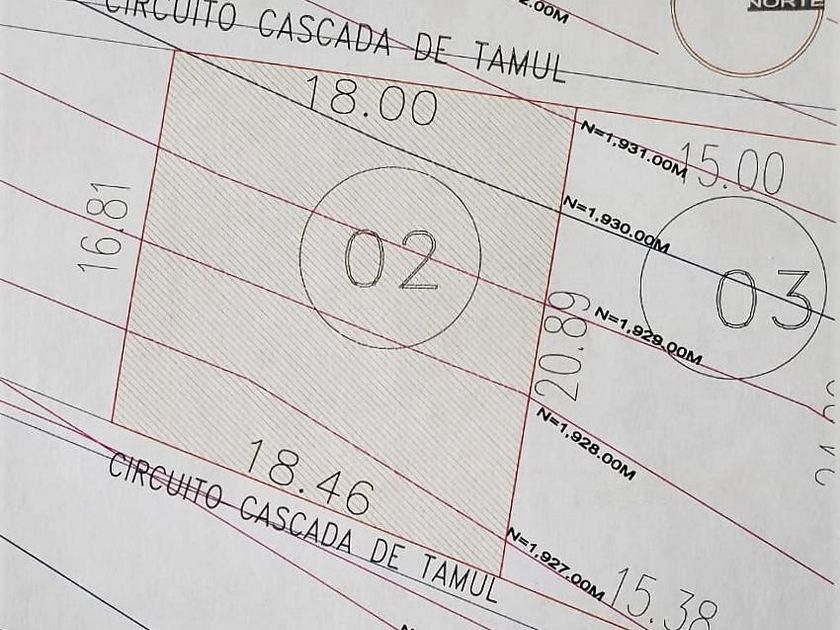 NORTE
2.00M
CIRCUITO CASCADA DE TAMUL
18.00
N=1,931.00M
15.00
16.81
N=1,930.00M
02
03
20.89
N=1,929.00M
N=1,928.00M
18.46
CIRCUITO CASCADA DE TAMUL
N=1,927.00M
15.38